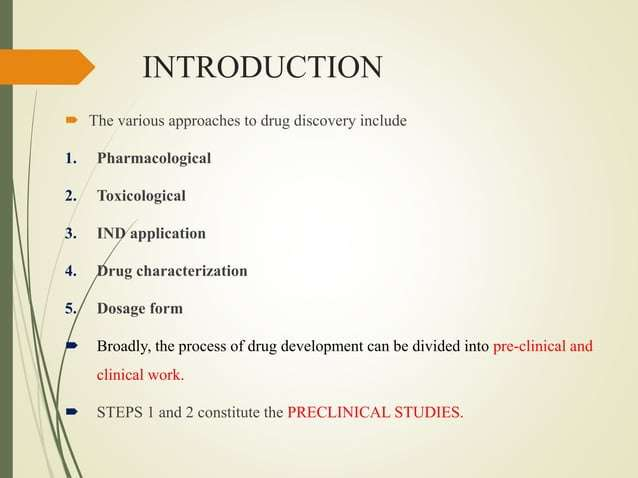 INTRODUCTION
The various approaches to drug discovery include
1. Pharmacological
2. Toxicological
3. IND application
4. Drug characterization
5. Dosage form
Broadly, the process of drug development can be divided into pre-clinical and
clinical work.
STEPS 1 and 2 constitute the PRECLINICAL STUDIES.